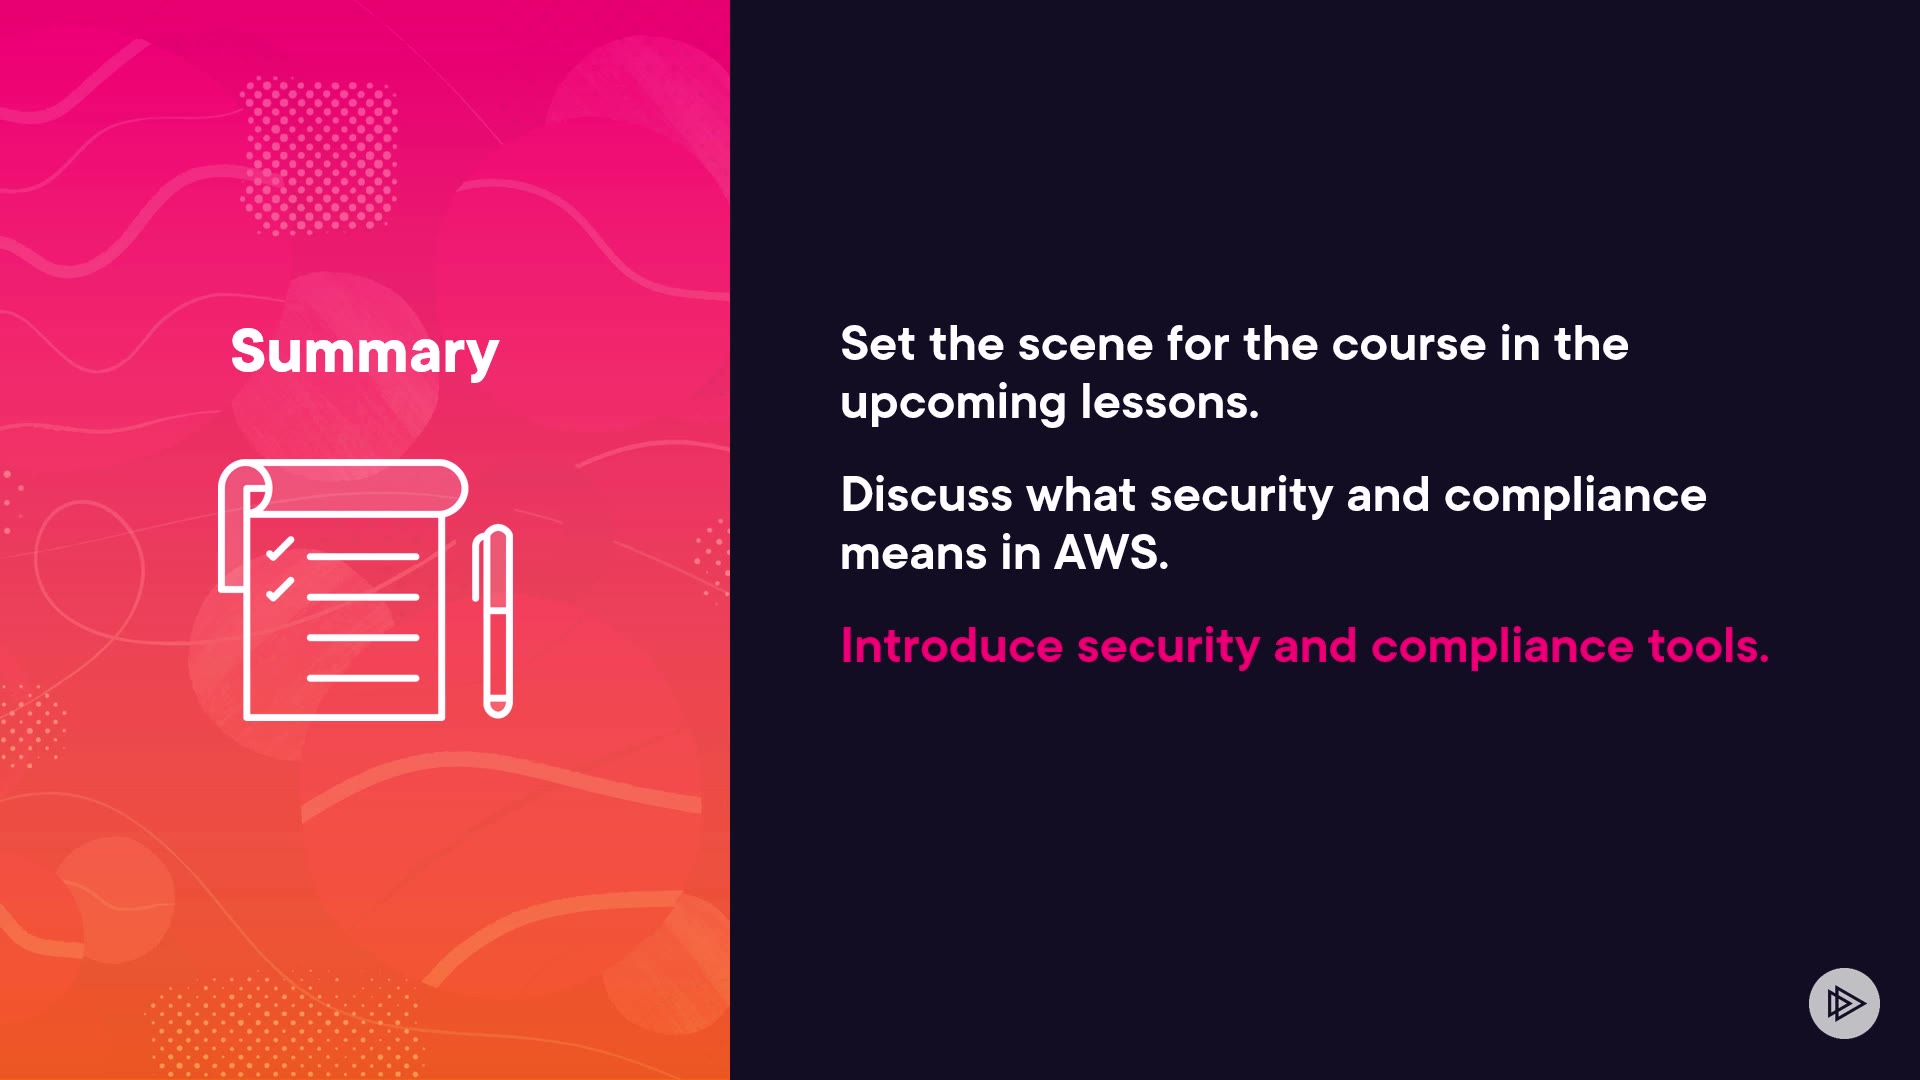 Summary
Set the scene for the course in the
upcoming lessons.
Discuss what security and compliance
means in AWS.
Introduce security and compliance tools.